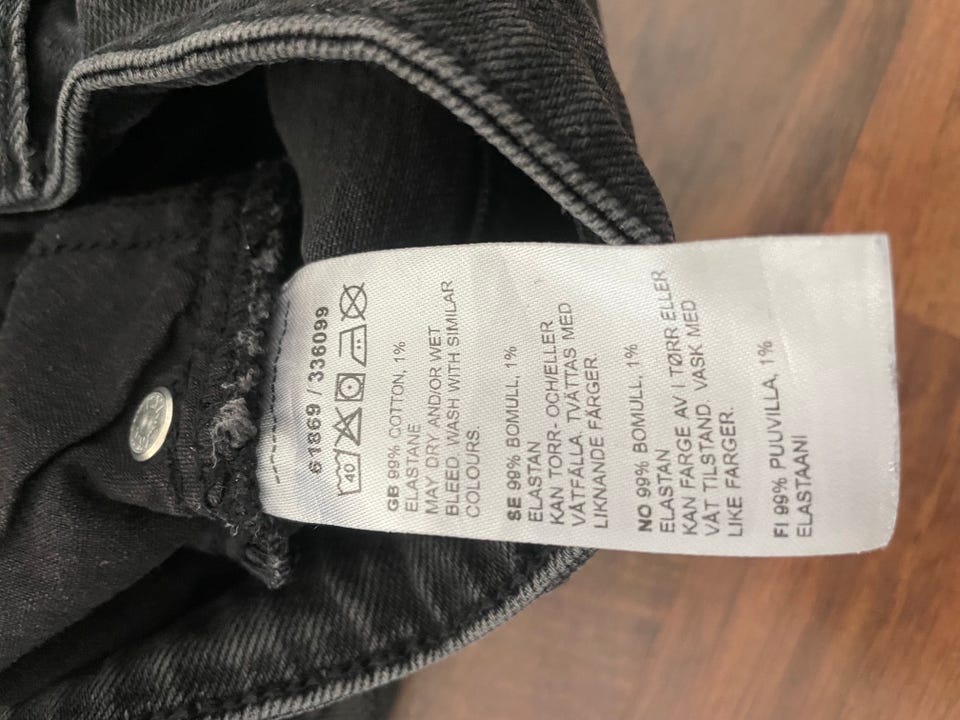 61869 / 336099
40
GB 99% COTTON, 1%
ELASTANE
MAY DRY AND/OR WET
BLEED. WASH WITH SIMILAR
COLOURS.
SE 99% BOMULL, 1%
ELASTAN
KAN TORR- OCH/ELLER
VÅTFÄLLA. TVÄTTAS MED
LIKNANDE FÄRGER.
NO 99% BOMULL, 1%
ELASTAN
KAN FARGE AV I TØRR ELLER
VÅT TILSTAND. VASK MED
LIKE FARGER.
FI 99% PUUVILLA, 1%
ELASTAANI